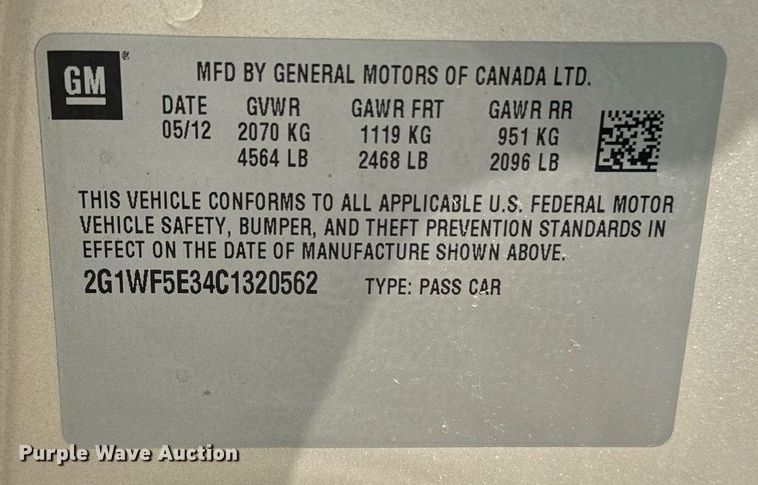 GM®
MFD BY GENERAL MOTORS OF CANADA LTD.
DATE GVWR GAWR FRT GAWR RR
05/12 2070 KG 1119 KG 951 KG
4564 LB 2468 LB 2096 LB
THIS VEHICLE CONFORMS TO ALL APPLICABLE U.S. FEDERAL MOTOR
VEHICLE SAFETY, BUMPER, AND THEFT PREVENTION STANDARDS IN
EFFECT ON THE DATE OF MANUFACTURE SHOWN ABOVE.
2G1WF5E34C1320562 TYPE: PASS CAR
Purple Wave Auction